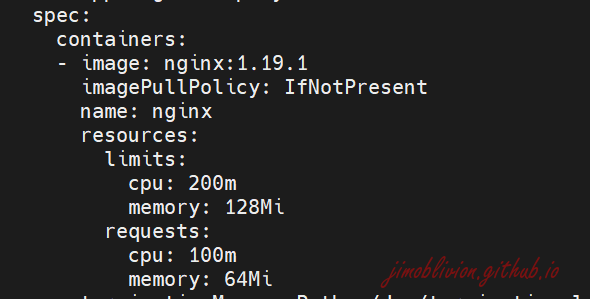 spec:
containers:
- image: nginx:1.19.1
imagePullPolicy: IfNotPresent
name: nginx
resources:
limits:
cpu: 200m
memory: 128Mi
requests:
cpu: 100m
memory: 64Mi
jimoblivion.github.io